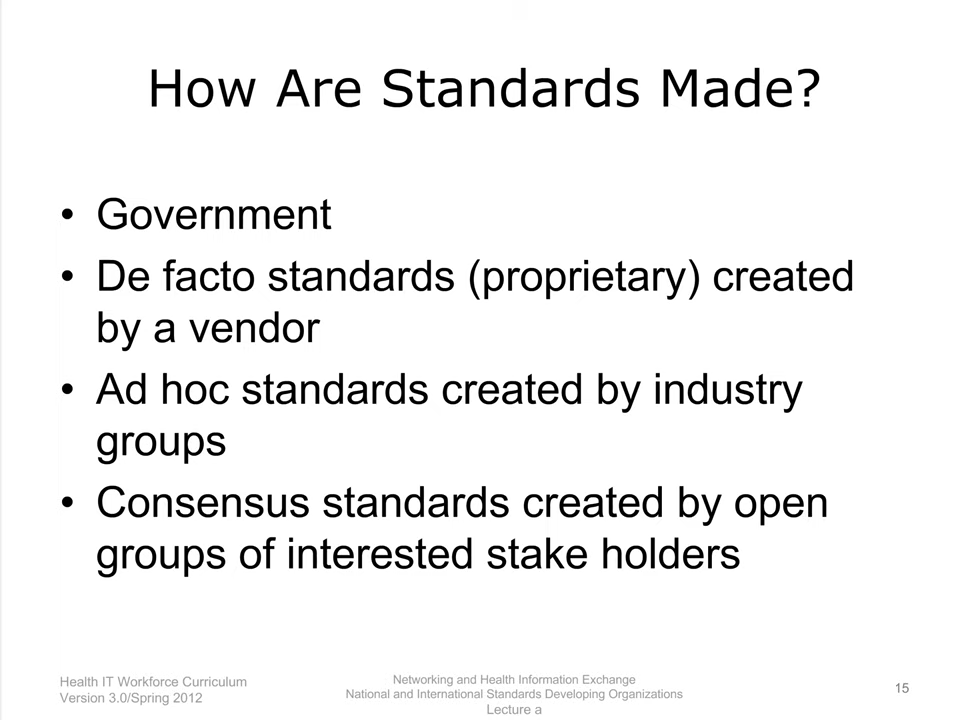 How Are Standards Made?
• Government
• De facto standards (proprietary) created
by a vendor
• Ad hoc standards created by industry
groups
• Consensus standards created by open
groups of interested stake holders
Health IT Workforce Curriculum
Version 3.0/Spring 2012
Networking and Health Information Exchange
National and International Standards Developing Organizations
Lecture a
15